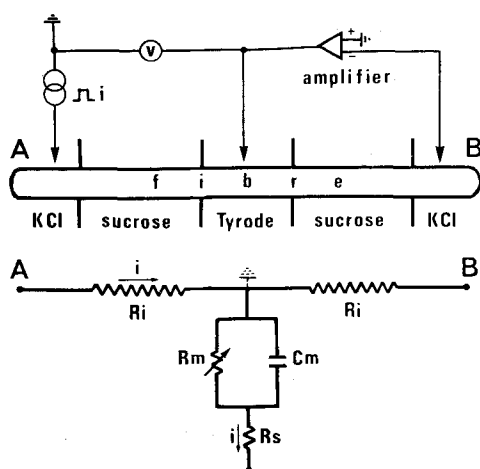 +
V
−
i
amplifier
A
B
f i b r e
KCl sucrose Tyrode sucrose KCl
A
i
B
Ri
Ri
Rm
Cm
i
Rs